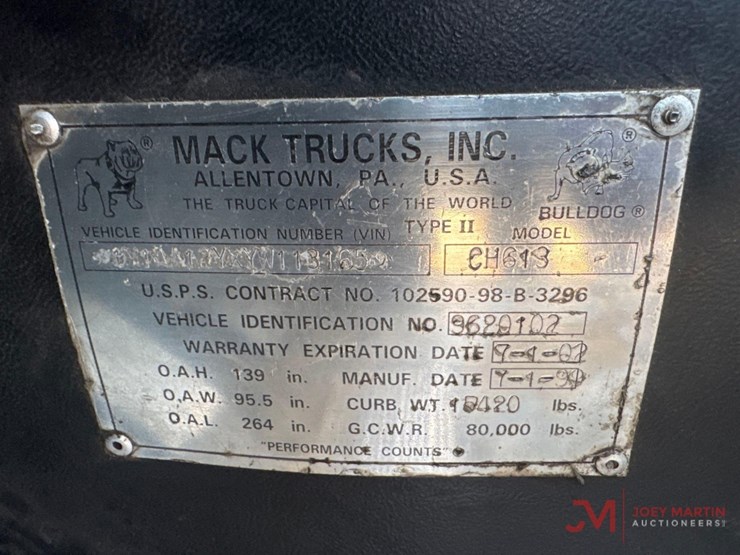 MACK TRUCKS, INC.
ALLENTOWN, PA., U.S.A.
THE TRUCK CAPITAL OF THE WORLD
BULLDOG ®
VEHICLE IDENTIFICATION NUMBER (VIN) TYPE II MODEL
CH613
U.S.P.S. CONTRACT NO. 102590-98-B-3296
VEHICLE IDENTIFICATION NO. 9620102
WARRANTY EXPIRATION DATE
O.A.H. 139 in. MANUF. DATE
O.A.W. 95.5 in. CURB. WT. lbs.
O.A.L. 264 in. G.C.W.R. 80,000 lbs.
"PERFORMANCE COUNTS"
JM JOEY MARTIN
AUCTIONEERS